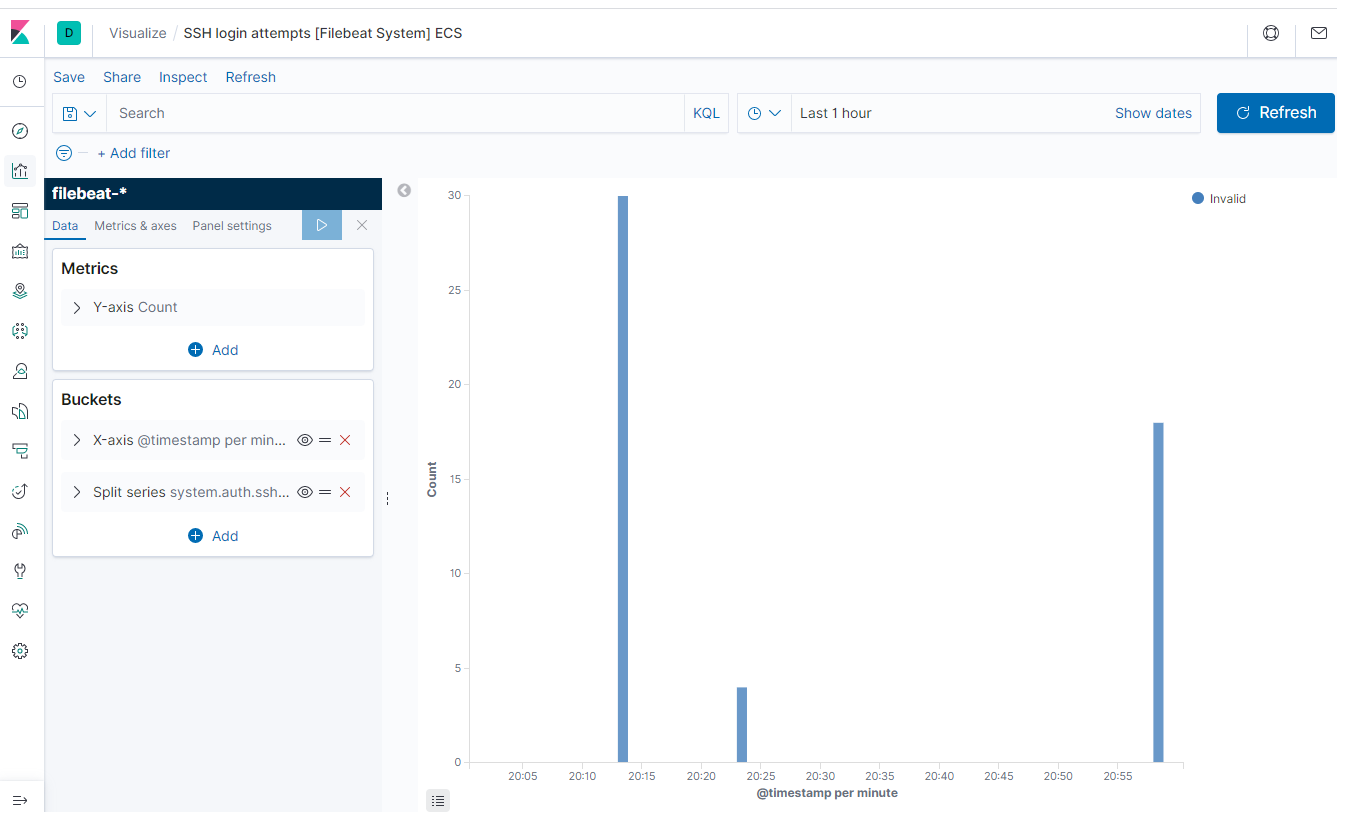 D Visualize / SSH login attempts [Filebeat System] ECS
Save Share Inspect Refresh
Search KQL Last 1 hour Show dates Refresh
+ Add filter
filebeat-*
Data Metrics & axes Panel settings
Metrics
Y-axis Count
Add
Buckets
X-axis @timestamp per min...
Split series system.auth.ssh...
Add
30
25
20
15
10
5
0
Count
20:05 20:10 20:15 20:20 20:25 20:30 20:35 20:40 20:45 20:50 20:55
@timestamp per minute
Invalid